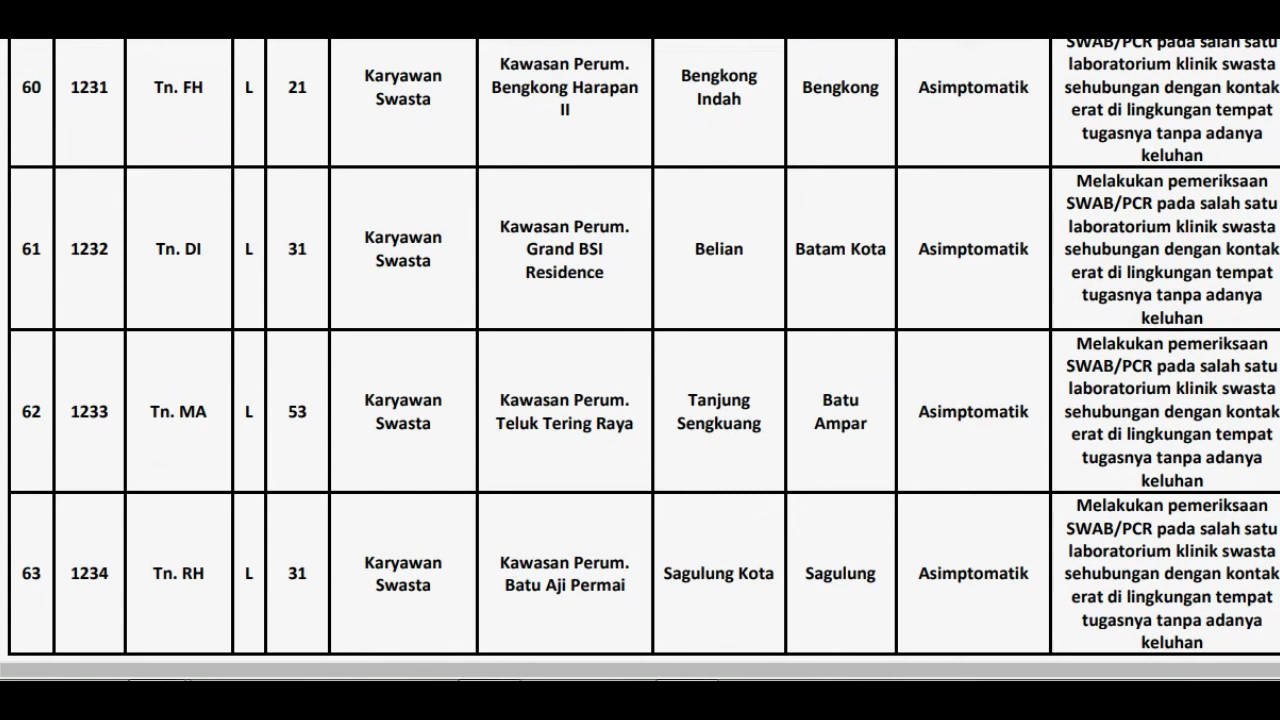 60 1231 Tn. FH L 21 Karyawan Swasta Kawasan Perum. Bengkong Harapan II Bengkong Indah Bengkong Asimptomatik
SWAB/PCR pada salah satu
laboratorium klinik swasta
sehubungan dengan kontak
erat di lingkungan tempat
tugasnya tanpa adanya
keluhan
61 1232 Tn. DI L 31 Karyawan Swasta Kawasan Perum. Grand BSI Residence Belian Batam Kota Asimptomatik
Melakukan pemeriksaan
SWAB/PCR pada salah satu
laboratorium klinik swasta
sehubungan dengan kontak
erat di lingkungan tempat
tugasnya tanpa adanya
keluhan
62 1233 Tn. MA L 53 Karyawan Swasta Kawasan Perum. Teluk Tering Raya Tanjung Sengkuang Batu Ampar Asimptomatik
Melakukan pemeriksaan
SWAB/PCR pada salah satu
laboratorium klinik swasta
sehubungan dengan kontak
erat di lingkungan tempat
tugasnya tanpa adanya
keluhan
63 1234 Tn. RH L 31 Karyawan Swasta Kawasan Perum. Batu Aji Permai Sagulung Kota Sagulung Asimptomatik
Melakukan pemeriksaan
SWAB/PCR pada salah satu
laboratorium klinik swasta
sehubungan dengan kontak
erat di lingkungan tempat
tugasnya tanpa adanya
keluhan